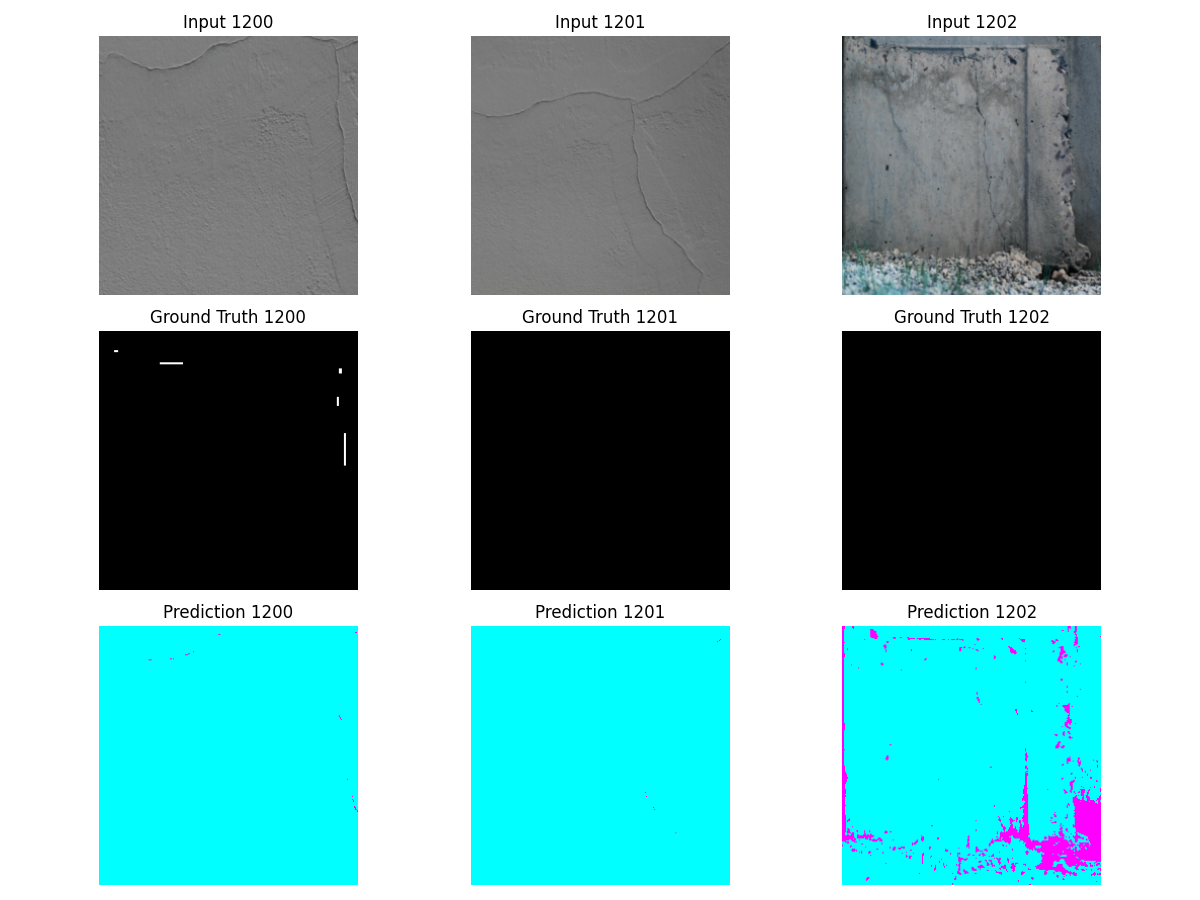 Input 1200
Input 1201
Input 1202
Ground Truth 1200
Ground Truth 1201
Ground Truth 1202
Prediction 1200
Prediction 1201
Prediction 1202